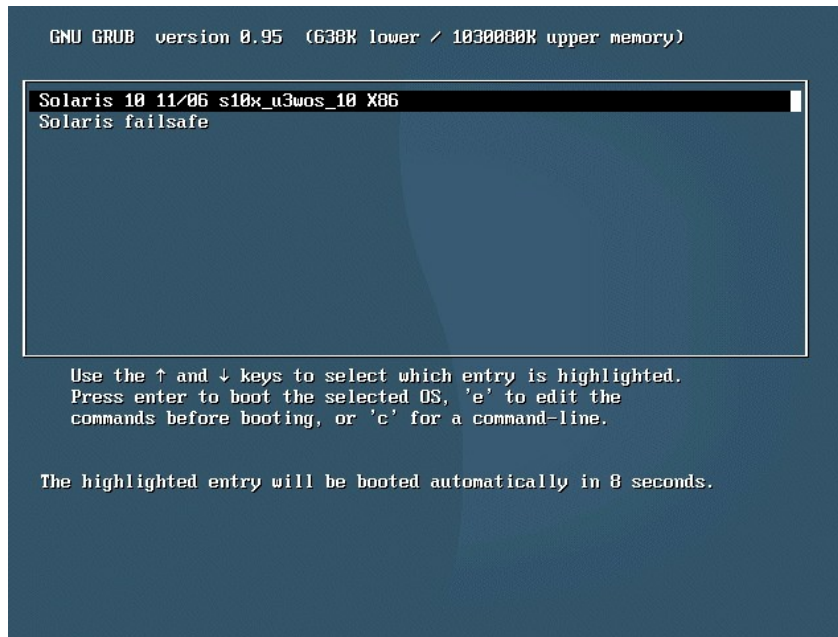 GNU GRUB version 0.95 (638K lower / 1030080K upper memory)
Solaris 10 11/06 s10x_u3wos_10 X86
Solaris failsafe
Use the ↑ and ↓ keys to select which entry is highlighted.
Press enter to boot the selected OS, 'e' to edit the
commands before booting, or 'c' for a command-line.
The highlighted entry will be booted automatically in 8 seconds.